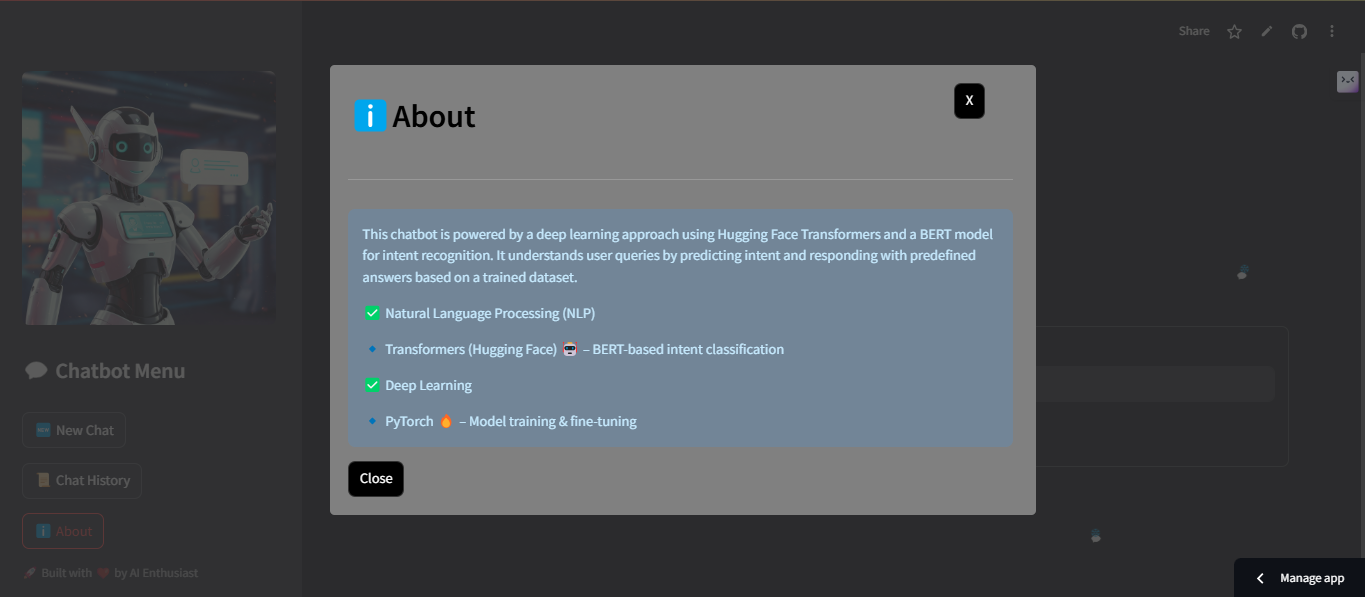 Share
About
X
This chatbot is powered by a deep learning approach using Hugging Face Transformers and a BERT model
for intent recognition. It understands user queries by predicting intent and responding with predefined
answers based on a trained dataset.
✅ Natural Language Processing (NLP)
🔹 Transformers (Hugging Face) 🤖 – BERT-based intent classification
✅ Deep Learning
🔹 PyTorch 🔥 – Model training & fine-tuning
Close
💬 Chatbot Menu
🆕 New Chat
📜 Chat History
ℹ️ About
🚀 Built with ❤️ by AI Enthusiast
Manage app